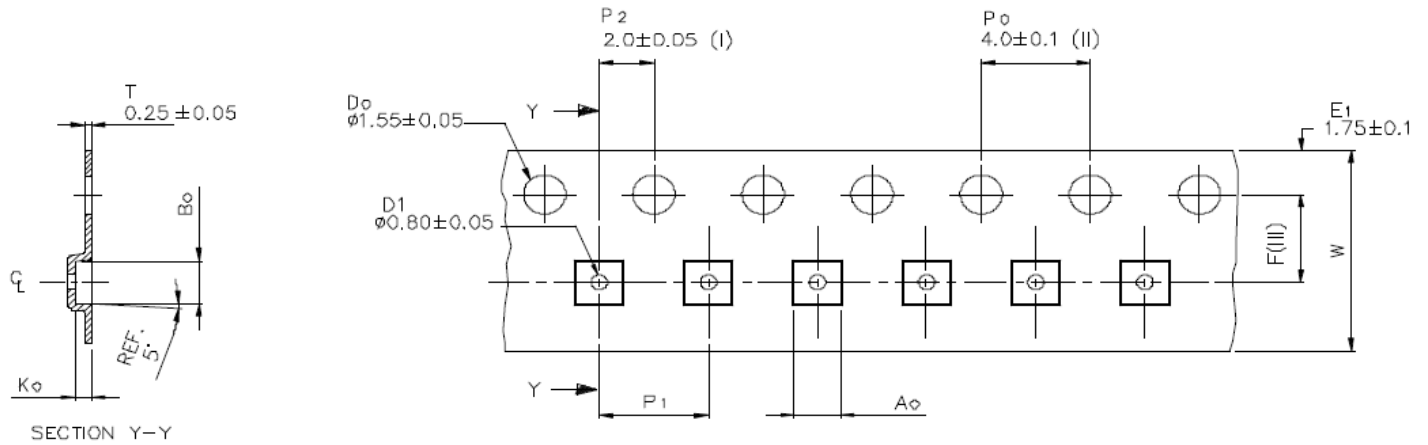 P2
2.0±0.05 (I)
Po
4.0±0.1 (II)
T
0.25±0.05
Do
ø1.55±0.05
Y
E1
1.75±0.1
D1
ø0.80±0.05
Bo
F(III)
W
CL
REF.
5°
Ko
Y
P1
Ao
SECTION Y-Y